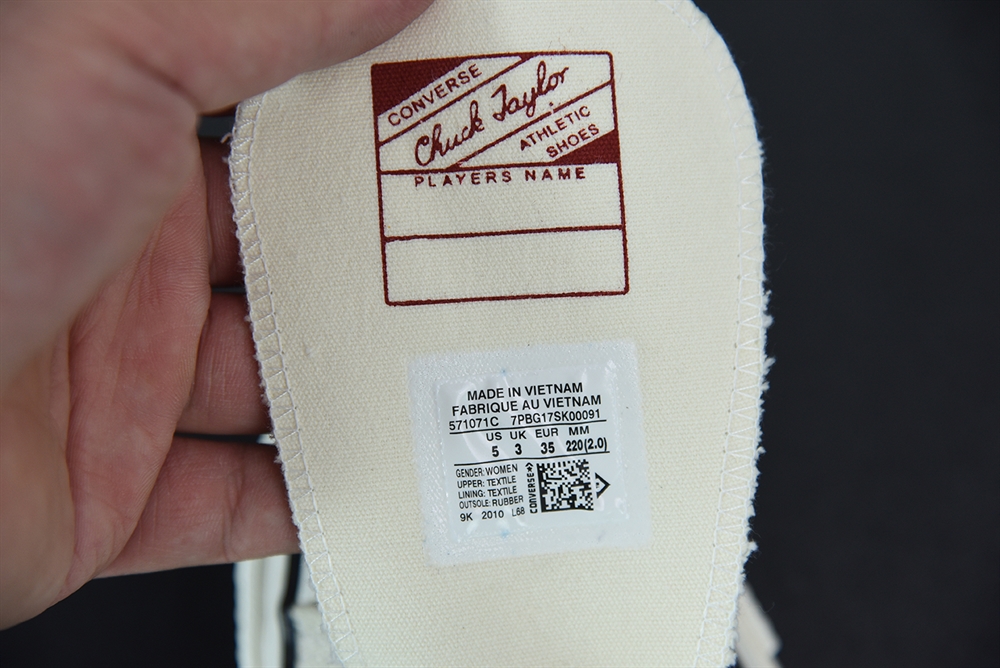 CONVERSE
Chuck Taylor
ATHLETIC
SHOES
PLAYERS NAME
MADE IN VIETNAM
FABRIQUE AU VIETNAM
571071C 7PBG17SK00091
US UK EUR MM
5 3 35 220(2.0)
GENDER: WOMEN
UPPER: TEXTILE
LINING: TEXTILE
OUTSOLE: RUBBER
9K 2010 L68
CONVERSE